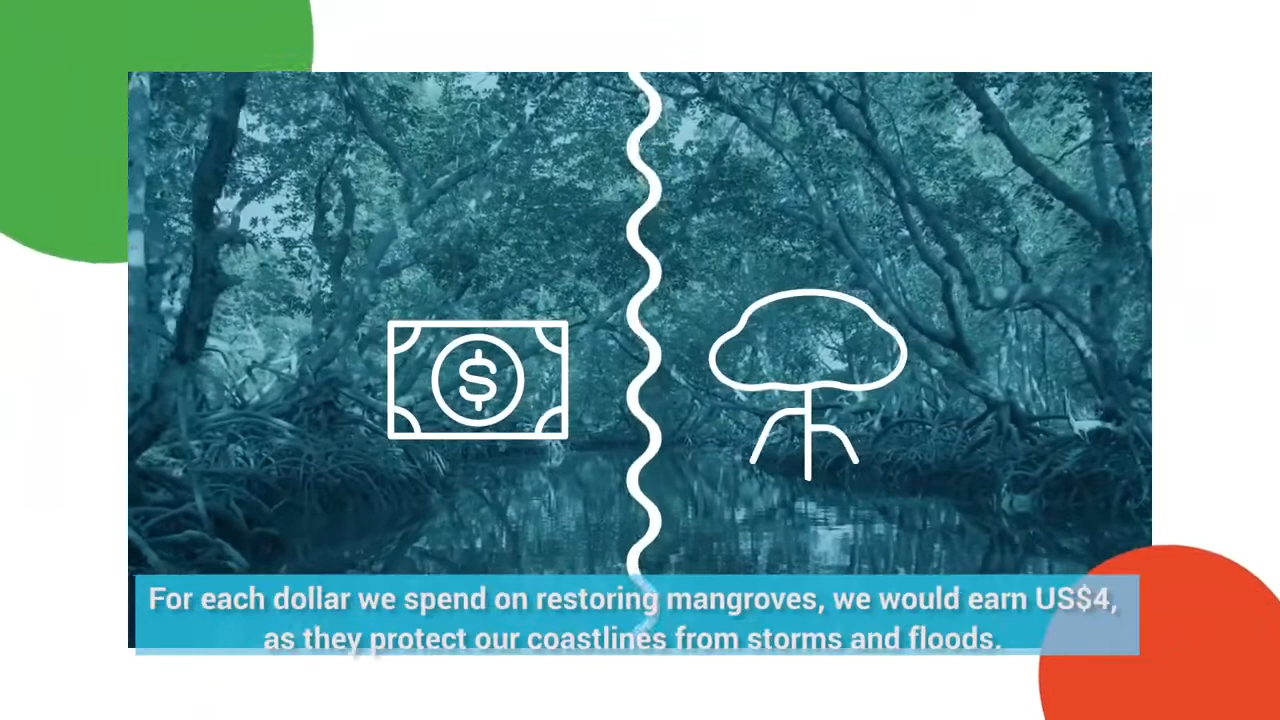 For each dollar we spend on restoring mangroves, we would earn US$4,
as they protect our coastlines from storms and floods.